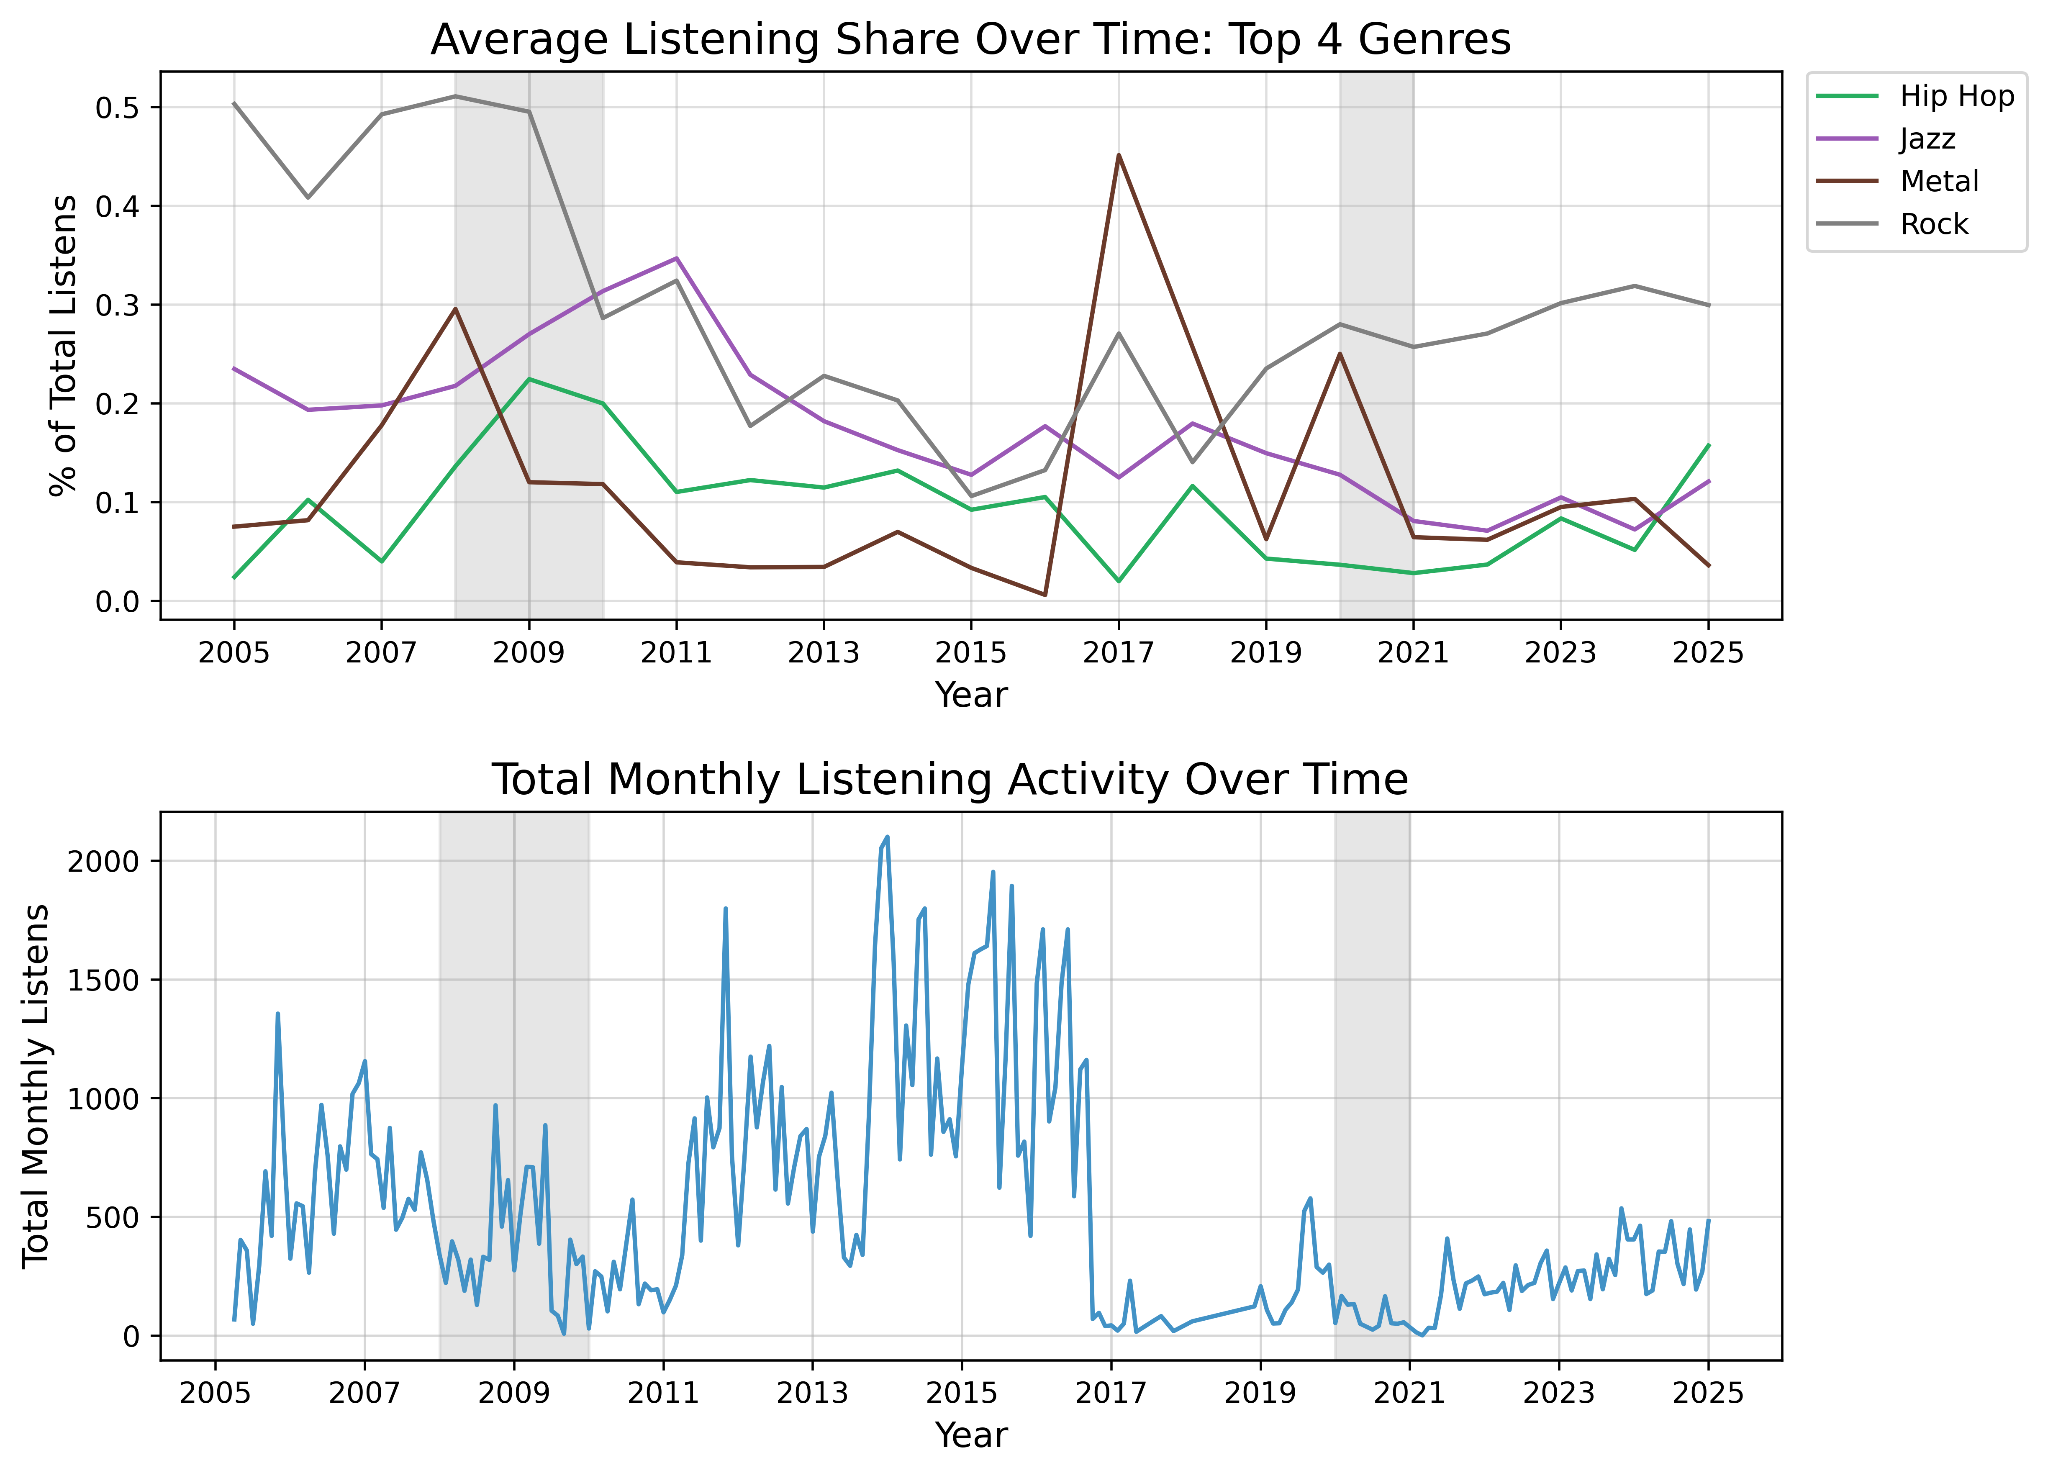 Average Listening Share Over Time: Top 4 Genres
% of Total Listens
0.5
0.4
0.3
0.2
0.1
0.0
2005 2007 2009 2011 2013 2015 2017 2019 2021 2023 2025
Year
Hip Hop
Jazz
Metal
Rock
Total Monthly Listening Activity Over Time
Total Monthly Listens
2000
1500
1000
500
0
2005 2007 2009 2011 2013 2015 2017 2019 2021 2023 2025
Year